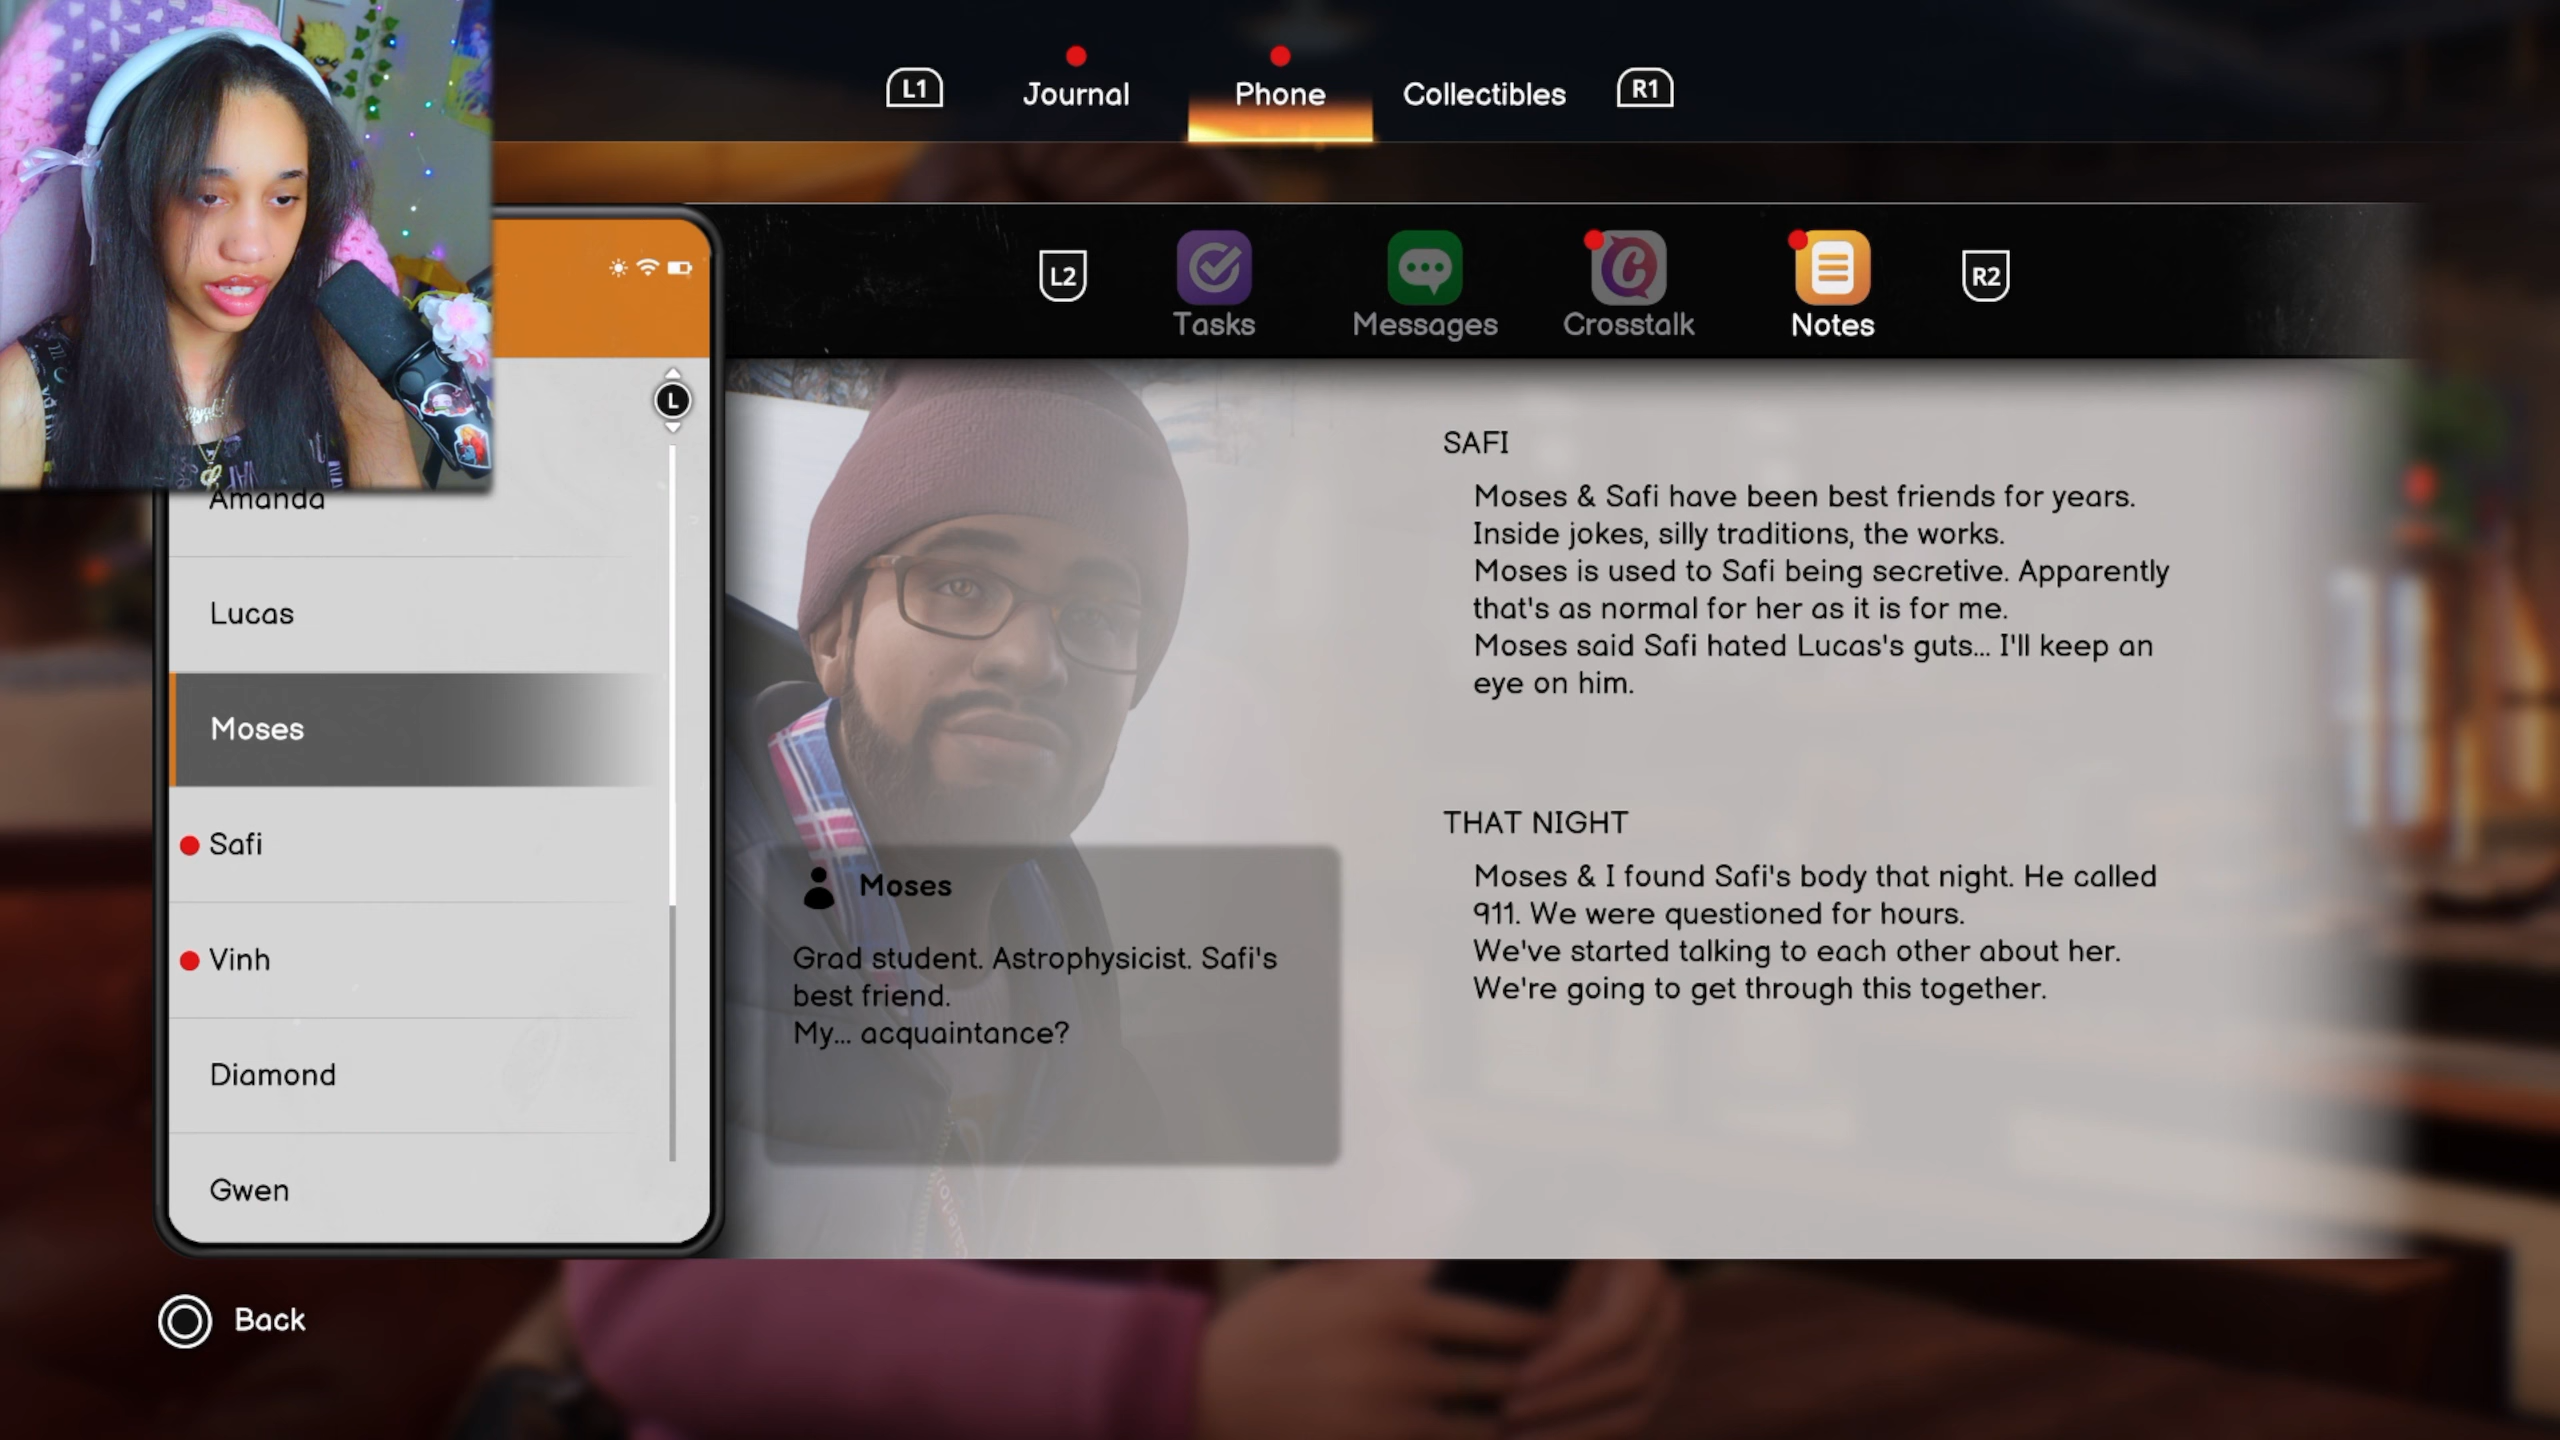 L1
Journal
Phone
Collectibles
R1
L2
Tasks
Messages
Crosstalk
Notes
R2
L
Amanda
Lucas
Moses
Safi
Vinh
Diamond
Gwen
Moses
Grad student. Astrophysicist. Safi's
best friend.
My... acquaintance?
SAFI
Moses & Safi have been best friends for years.
Inside jokes, silly traditions, the works.
Moses is used to Safi being secretive. Apparently
that's as normal for her as it is for me.
Moses said Safi hated Lucas's guts... I'll keep an
eye on him.
THAT NIGHT
Moses & I found Safi's body that night. He called
911. We were questioned for hours.
We've started talking to each other about her.
We're going to get through this together.
Back